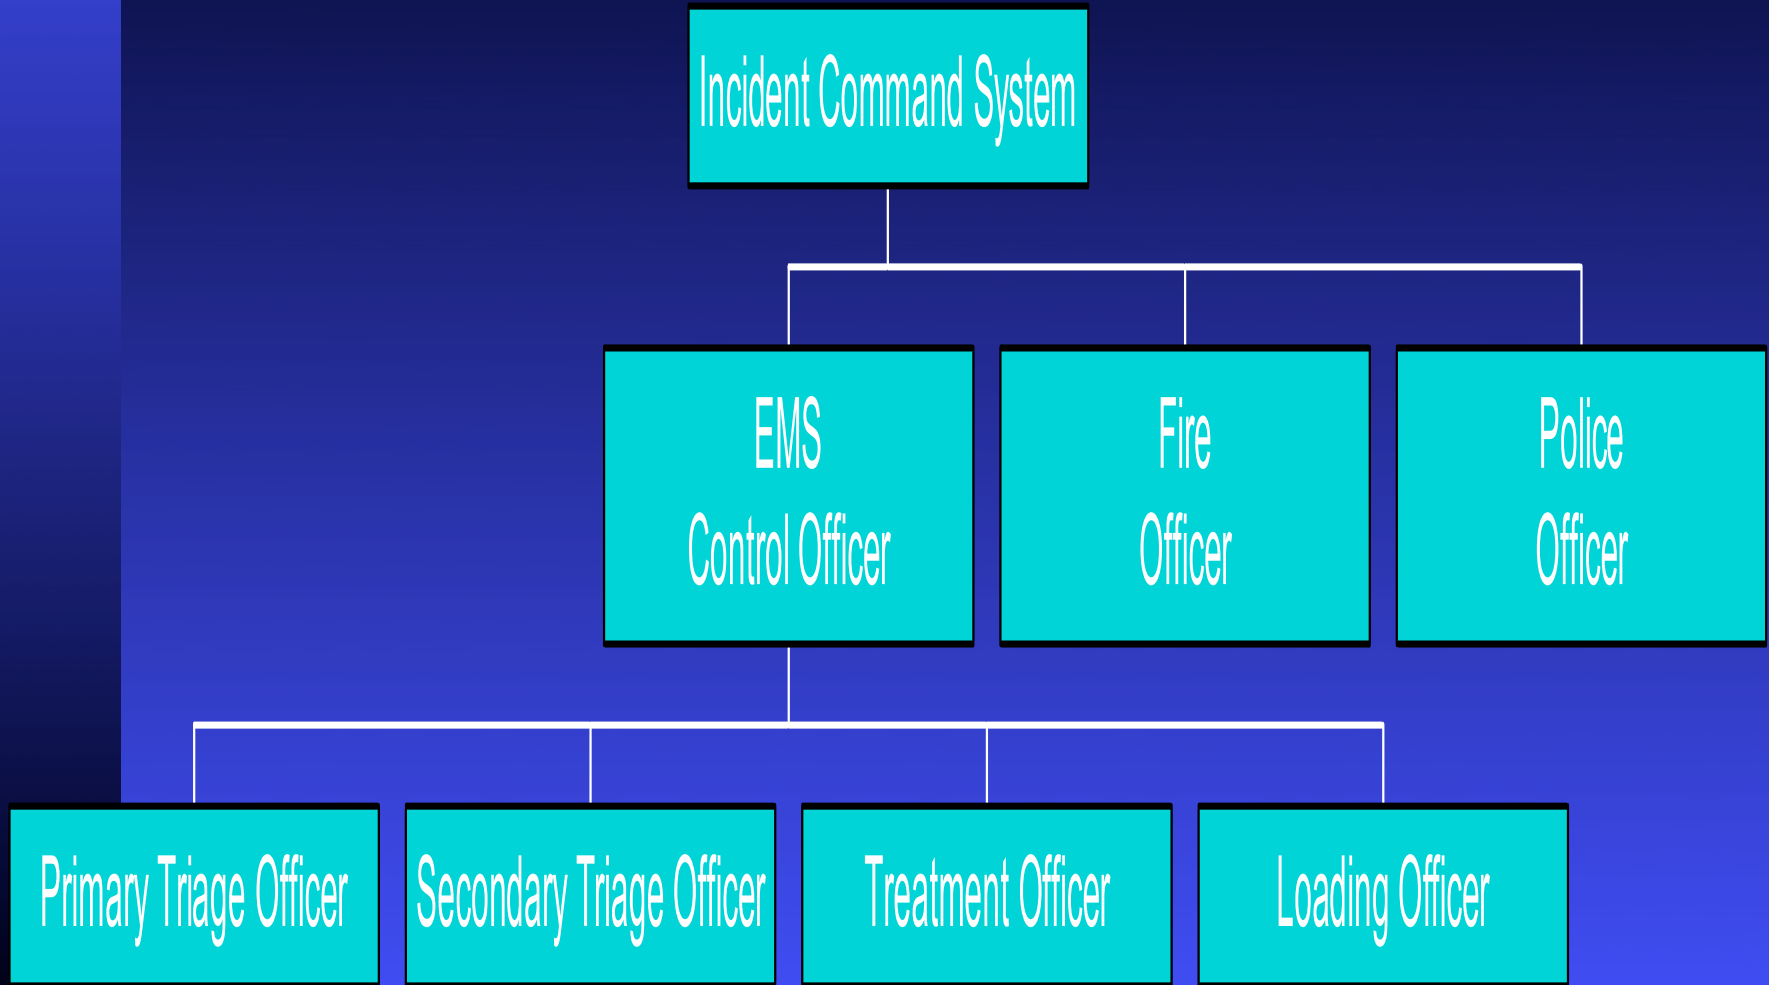 Incident Command System
EMS
Control Officer
Fire
Officer
Police
Officer
Primary Triage Officer
Secondary Triage Officer
Treatment Officer
Loading Officer